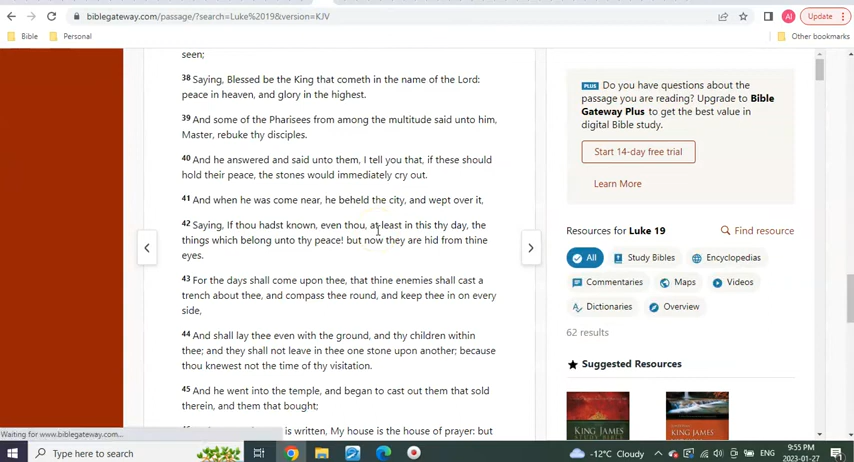 biblegateway.com/passage/?search=Luke%2019&version=KJV
AI
Update
Bible
Personal
Other bookmarks
seen;
38 Saying, Blessed be the King that cometh in the name of the Lord:
peace in heaven, and glory in the highest.
39 And some of the Pharisees from among the multitude said unto him,
Master, rebuke thy disciples.
40 And he answered and said unto them, I tell you that, if these should
hold their peace, the stones would immediately cry out.
41 And when he was come near, he beheld the city, and wept over it,
42 Saying, If thou hadst known, even thou, at least in this thy day, the
things which belong unto thy peace! but now they are hid from thine
eyes.
43 For the days shall come upon thee, that thine enemies shall cast a
trench about thee, and compass thee round, and keep thee in on every
side,
44 And shall lay thee even with the ground, and thy children within
thee; and they shall not leave in thee one stone upon another; because
thou knewest not the time of thy visitation.
45 And he went into the temple, and began to cast out them that sold
therein, and them that bought;
is written, My house is the house of prayer: but
PLUS Do you have questions about the
passage you are reading? Upgrade to Bible
Gateway Plus to get the best value in
digital Bible study.
Start 14-day free trial
Learn More
Resources for Luke 19
Find resource
All
Study Bibles
Encyclopedias
Commentaries
Maps
Videos
Dictionaries
Overview
62 results
Suggested Resources
KING JAMES
KING JAMES
Waiting for www.biblegateway.com...
Type here to search
-12°C Cloudy
ENG
9:55 PM
2023-01-27